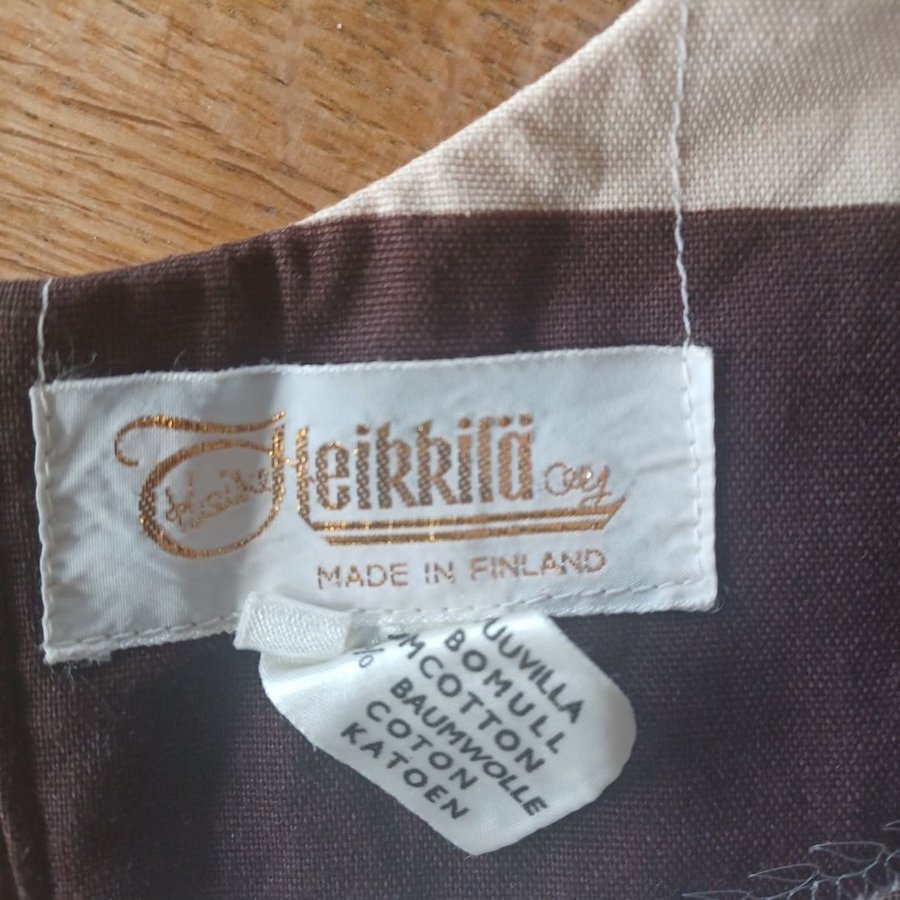 Heikkilä Oy
MADE IN FINLAND
%
UUVILLA
BOMULL
COTTON
BAUMWOLLE
COTON
KATOEN